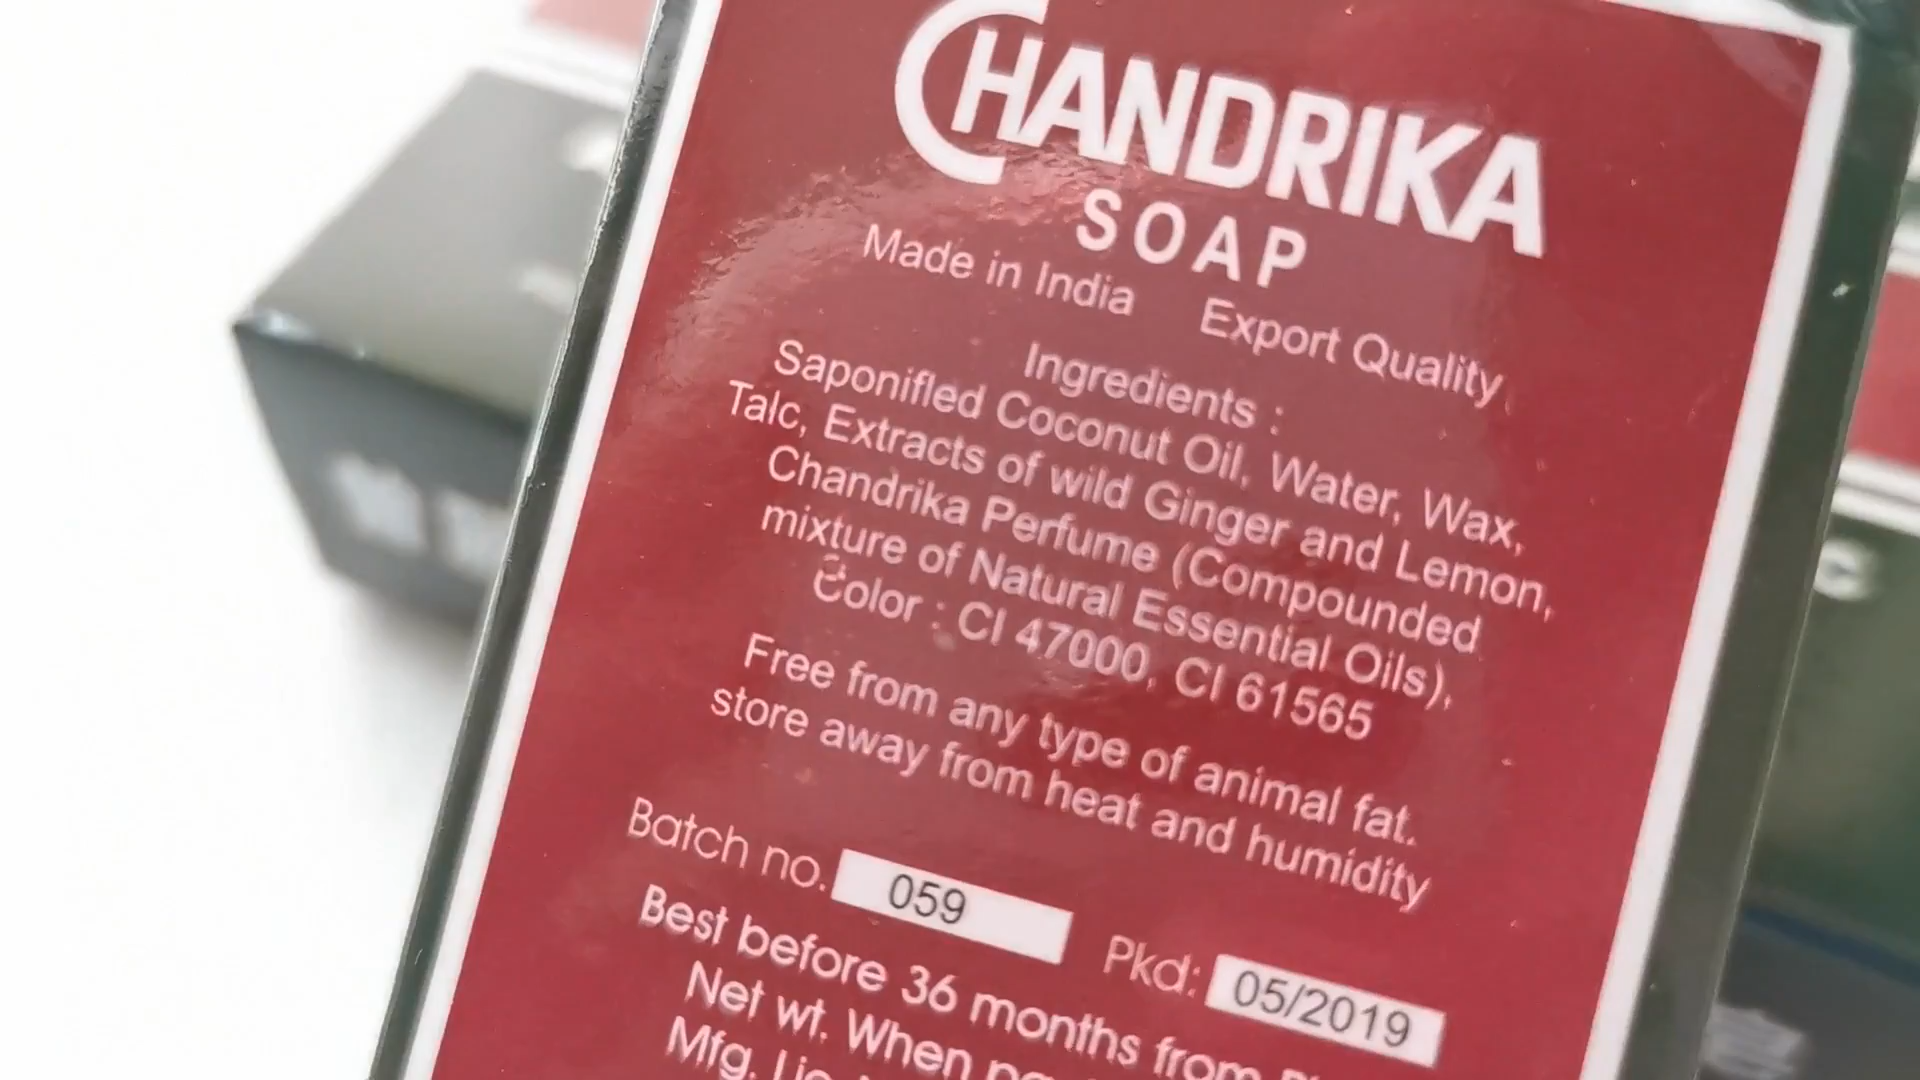 CHANDRIKA
SOAP
Made in India Export Quality
Ingredients :
Saponifled Coconut Oil, Water, Wax,
Talc, Extracts of wild Ginger and Lemon,
Chandrika Perfume (Compounded
mixture of Natural Essential Oils),
Color : CI 47000, CI 61565
Free from any type of animal fat.
store away from heat and humidity
Batch no. 059 Pkd: 05/2019
Best before 36 months from
Net wt. When
Mfg.